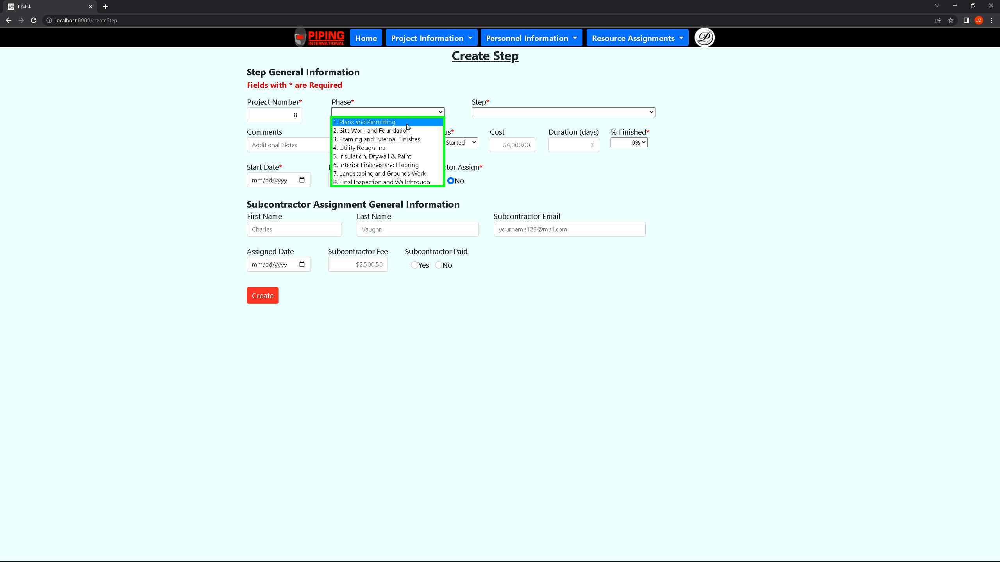 T.A.P.I.
localhost:8080/createStep
JZ
PIPING
INTERNATIONAL
Home
Project Information
Personnel Information
Resource Assignments
Create Step
Step General Information
Fields with * are Required
Project Number*
Phase*
Step*
8
1. Plans and Permitting
2. Site Work and Foundation
3. Framing and External Finishes
4. Utility Rough-Ins
5. Insulation, Drywall & Paint
6. Interior Finishes and Flooring
7. Landscaping and Grounds Work
8. Final Inspection and Walkthrough
Comments
us*
Cost
Duration (days)
% Finished*
Additional Notes
Started
$4,000.00
3
0%
Start Date*
tor Assign*
mm/dd/yyyy
No
Subcontractor Assignment General Information
First Name
Last Name
Subcontractor Email
Charles
Vaughn
yourname123@mail.com
Assigned Date
Subcontractor Fee
Subcontractor Paid
mm/dd/yyyy
$2,500.50
Yes
No
Create